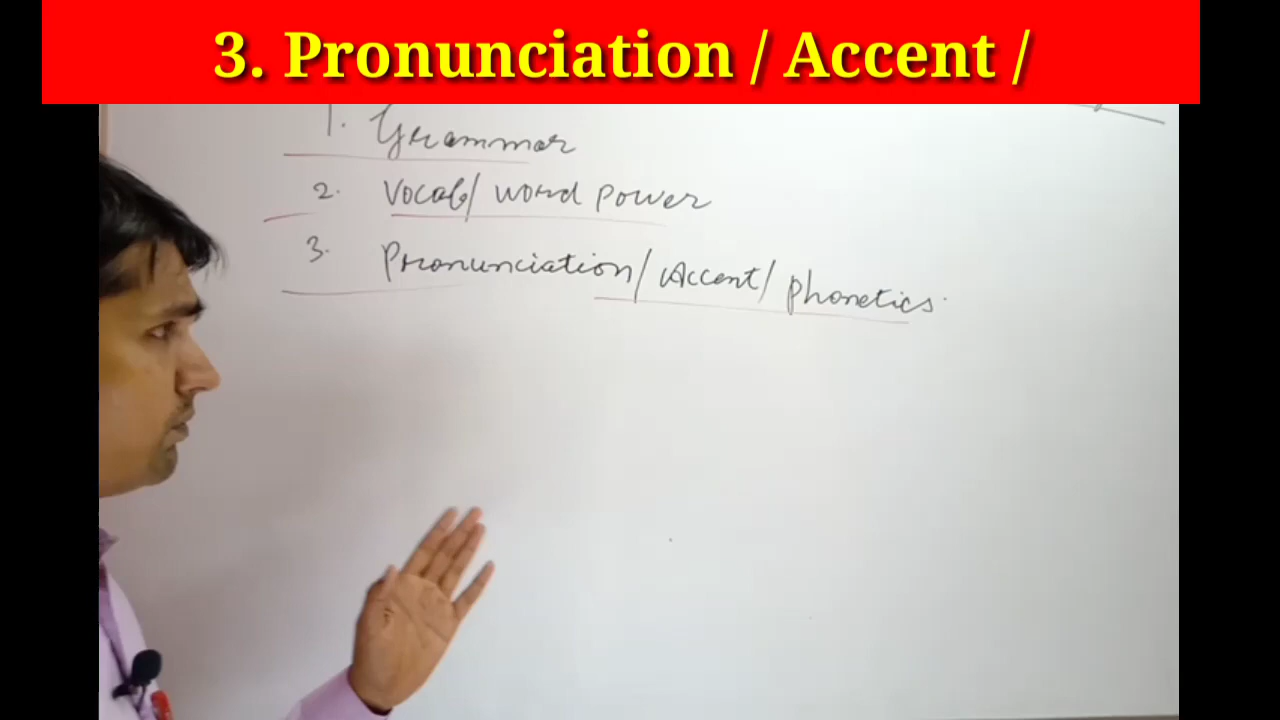 3. Pronunciation / Accent /
1. Grammar
2. Vocab/ word power
3. Pronunciation/ Accent/ phonetics.